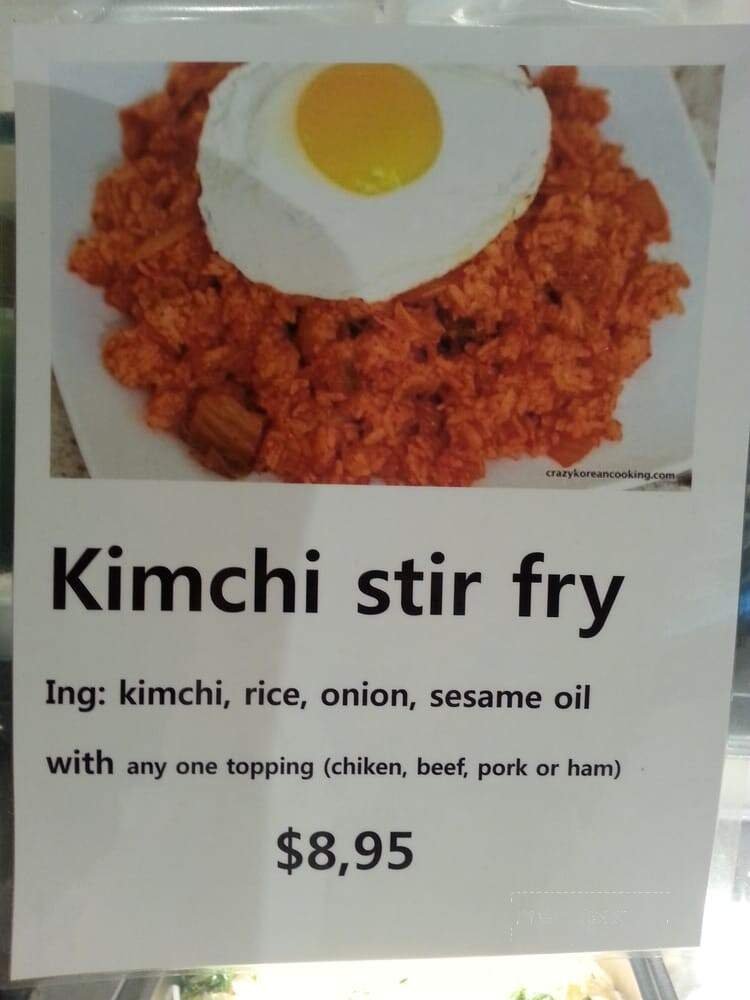 crazykoreancooking.com
Kimchi stir fry
Ing: kimchi, rice, onion, sesame oil
with any one topping (chiken, beef, pork or ham)
$8,95